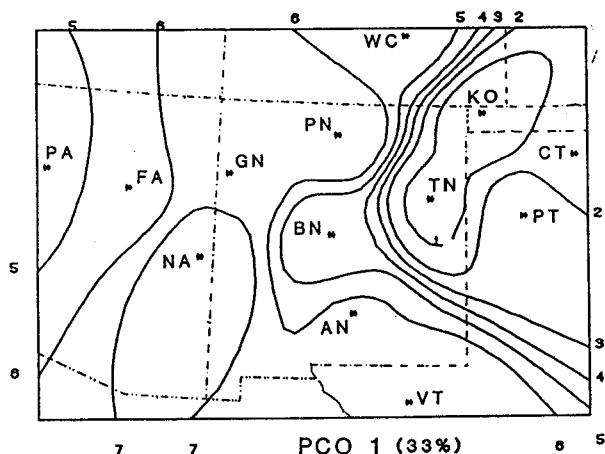 5 6 6 5 4 3 2
WC
KO
PN
PA GN CT
FA
TN
PT 2
BN
NA
5
1
AN
3
6 4
VT
7 7 PCO 1 (33%) 6 5